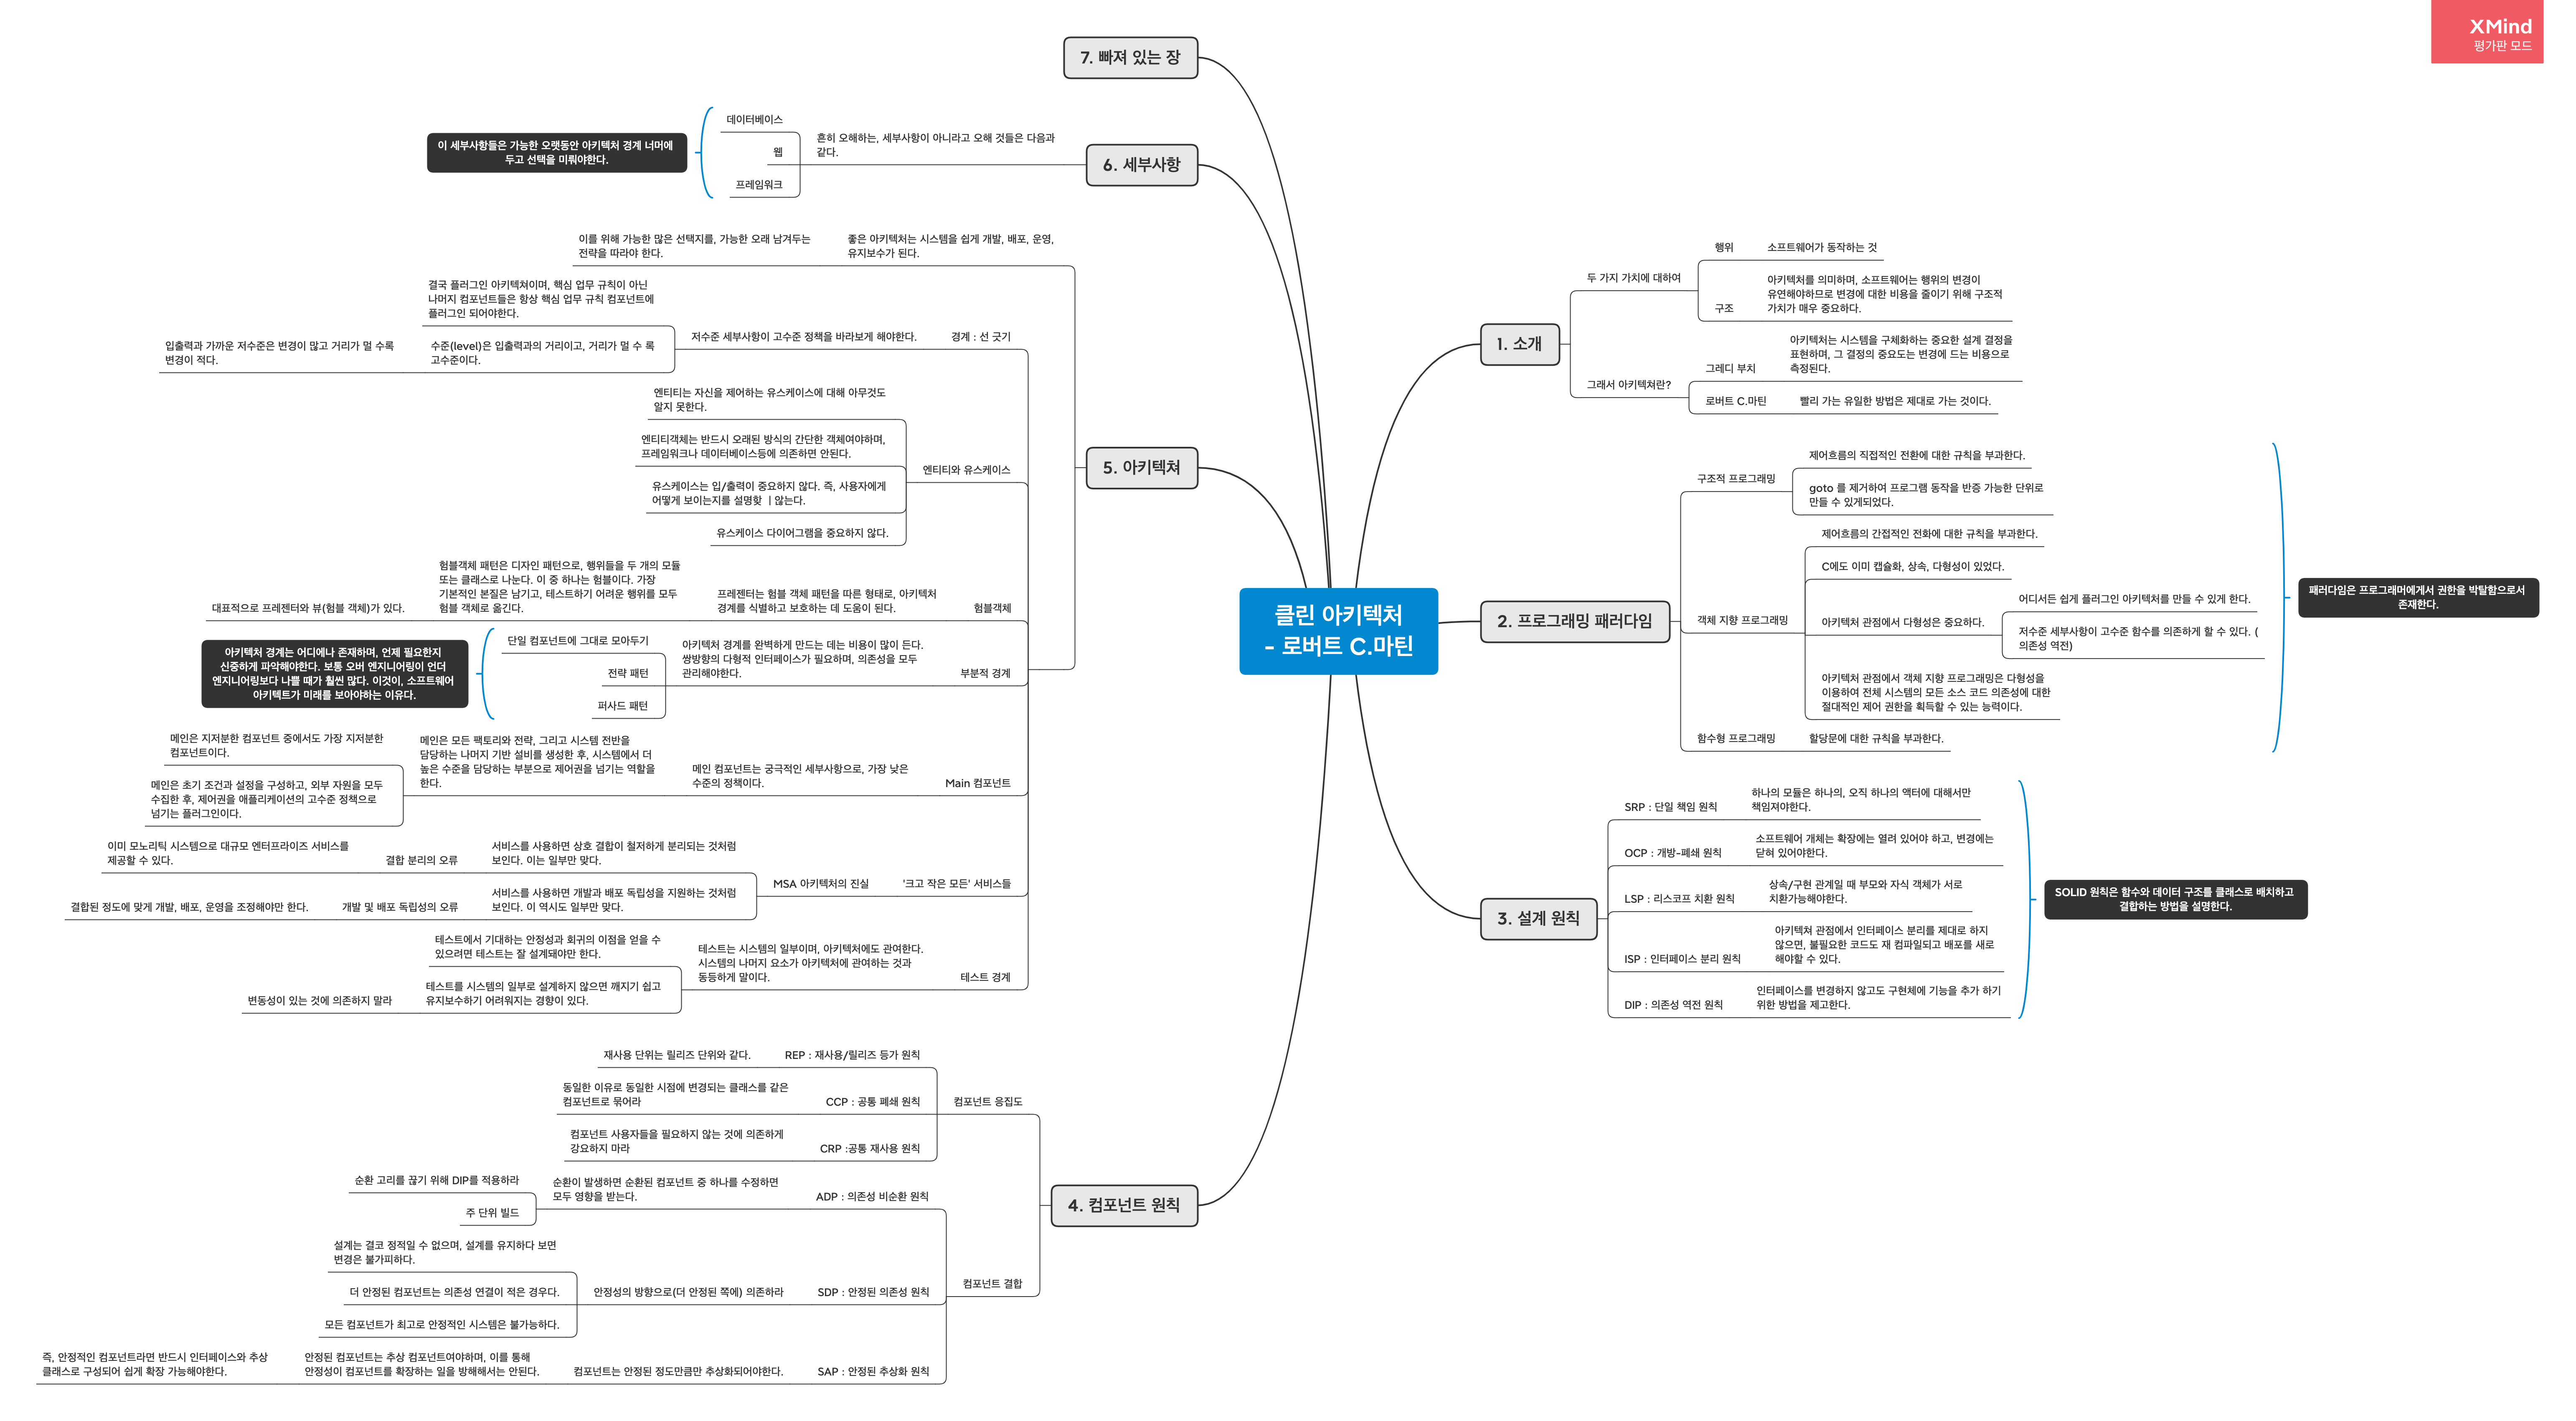 XMind
평가판 모드
클린 아키텍처
- 로버트 C.마틴
1. 소개
두 가지 가치에 대하여
행위
소프트웨어가 동작하는 것
구조
아키텍처를 의미하며, 소프트웨어는 행위의 변경이
유연해야하므로 변경에 대한 비용을 줄이기 위해 구조적
가치가 매우 중요하다.
그래서 아키텍쳐란?
그레디 부치
아키텍처는 시스템을 구체화하는 중요한 설계 결정을
표현하며, 그 결정의 중요도는 변경에 드는 비용으로
측정된다.
로버트 C.마틴
빨리 가는 유일한 방법은 제대로 가는 것이다.
2. 프로그래밍 패러다임
구조적 프로그래밍
제어흐름의 직접적인 전환에 대한 규칙을 부과한다.
goto 를 제거하여 프로그램 동작을 반증 가능한 단위로
만들 수 있게되었다.
객체 지향 프로그래밍
제어흐름의 간접적인 전화에 대한 규칙을 부과한다.
C에도 이미 캡슐화, 상속, 다형성이 있었다.
아키텍처 관점에서 다형성은 중요하다.
어디서든 쉽게 플러그인 아키텍처를 만들 수 있게 한다.
저수준 세부사항이 고수준 함수를 의존하게 할 수 있다. (
의존성 역전)
아키텍처 관점에서 객체 지향 프로그래밍은 다형성을
이용하여 전체 시스템의 모든 소스 코드 의존성에 대한
절대적인 제어 권한을 획득할 수 있는 능력이다.
함수형 프로그래밍
할당문에 대한 규칙을 부과한다.
패러다임은 프로그래머에게서 권한을 박탈함으로서
존재한다.
3. 설계 원칙
SRP : 단일 책임 원칙
하나의 모듈은 하나의, 오직 하나의 액터에 대해서만
책임져야한다.
OCP : 개방-폐쇄 원칙
소프트웨어 개체는 확장에는 열려 있어야 하고, 변경에는
닫혀 있어야한다.
LSP : 리스코프 치환 원칙
상속/구현 관계일 때 부모와 자식 객체가 서로
치환가능해야한다.
ISP : 인터페이스 분리 원칙
아키텍쳐 관점에서 인터페이스 분리를 제대로 하지
않으면, 불필요한 코드도 재 컴파일되고 배포를 새로
해야할 수 있다.
DIP : 의존성 역전 원칙
인터페이스를 변경하지 않고도 구현체에 기능을 추가 하기
위한 방법을 제고한다.
SOLID 원칙은 함수와 데이터 구조를 클래스로 배치하고
결합하는 방법을 설명한다.
4. 컴포넌트 원칙
컴포넌트 응집도
REP : 재사용/릴리즈 등가 원칙
재사용 단위는 릴리즈 단위와 같다.
CCP : 공통 폐쇄 원칙
동일한 이유로 동일한 시점에 변경되는 클래스를 같은
컴포넌트로 묶어라
CRP :공통 재사용 원칙
컴포넌트 사용자들을 필요하지 않는 것에 의존하게
강요하지 마라
컴포넌트 결합
ADP : 의존성 비순환 원칙
순환이 발생하면 순환된 컴포넌트 중 하나를 수정하면
모두 영향을 받는다.
순환 고리를 끊기 위해 DIP를 적용하라
주 단위 빌드
SDP : 안정된 의존성 원칙
안정성의 방향으로(더 안정된 쪽에) 의존하라
설계는 결코 정적일 수 없으며, 설계를 유지하다 보면
변경은 불가피하다.
더 안정된 컴포넌트는 의존성 연결이 적은 경우다.
모든 컴포넌트가 최고로 안정적인 시스템은 불가능하다.
SAP : 안정된 추상화 원칙
컴포넌트는 안정된 정도만큼만 추상화되어야한다.
안정된 컴포넌트는 추상 컴포넌트여야하며, 이를 통해
안정성이 컴포넌트를 확장하는 일을 방해해서는 안된다.
즉, 안정적인 컴포넌트라면 반드시 인터페이스와 추상
클래스로 구성되어 쉽게 확장 가능해야한다.
5. 아키텍쳐
좋은 아키텍처는 시스템을 쉽게 개발, 배포, 운영,
유지보수가 된다.
이를 위해 가능한 많은 선택지를, 가능한 오래 남겨두는
전략을 따라야 한다.
경계 : 선 긋기
저수준 세부사항이 고수준 정책을 바라보게 해야한다.
결국 플러그인 아키텍쳐이며, 핵심 업무 규칙이 아닌
나머지 컴포넌트들은 항상 핵심 업무 규칙 컴포넌트에
플러그인 되어야한다.
수준(level)은 입출력과의 거리이고, 거리가 멀 수 록
고수준이다.
입출력과 가까운 저수준은 변경이 많고 거리가 멀 수록
변경이 적다.
엔티티와 유스케이스
엔티티는 자신을 제어하는 유스케이스에 대해 아무것도
알지 못한다.
엔티티객체는 반드시 오래된 방식의 간단한 객체여야하며,
프레임워크나 데이터베이스등에 의존하면 안된다.
유스케이스는 입/출력이 중요하지 않다. 즉, 사용자에게
어떻게 보이는지를 설명핮 ㅣ않는다.
유스케이스 다이어그램을 중요하지 않다.
험블객체
프레젠터는 험블 객체 패턴을 따른 형태로, 아키텍처
경계를 식별하고 보호하는 데 도움이 된다.
험블객체 패턴은 디자인 패턴으로, 행위들을 두 개의 모듈
또는 클래스로 나눈다. 이 중 하나는 험블이다. 가장
기본적인 본질은 남기고, 테스트하기 어려운 행위를 모두
험블 객체로 옮긴다.
대표적으로 프레젠터와 뷰(험블 객체)가 있다.
부분적 경계
아키텍처 경계를 완벽하게 만드는 데는 비용이 많이 든다.
쌍방향의 다형적 인터페이스가 필요하며, 의존성을 모두
관리해야한다.
단일 컴포넌트에 그대로 모아두기
전략 패턴
퍼사드 패턴
아키텍처 경계는 어디에나 존재하며, 언제 필요한지
신중하게 파악해야한다. 보통 오버 엔지니어링이 언더
엔지니어링보다 나쁠 때가 훨씬 많다. 이것이, 소프트웨어
아키텍트가 미래를 보아야하는 이유다.
Main 컴포넌트
메인 컴포넌트는 궁극적인 세부사항으로, 가장 낮은
수준의 정책이다.
메인은 모든 팩토리와 전략, 그리고 시스템 전반을
담당하는 나머지 기반 설비를 생성한 후, 시스템에서 더
높은 수준을 담당하는 부분으로 제어권을 넘기는 역할을
한다.
메인은 지저분한 컴포넌트 중에서도 가장 지저분한
컴포넌트이다.
메인은 초기 조건과 설정을 구성하고, 외부 자원을 모두
수집한 후, 제어권을 애플리케이션의 고수준 정책으로
넘기는 플러그인이다.
'크고 작은 모든' 서비스들
MSA 아키텍처의 진실
서비스를 사용하면 상호 결합이 철저하게 분리되는 것처럼
보인다. 이는 일부만 맞다.
결합 분리의 오류
이미 모노리틱 시스템으로 대규모 엔터프라이즈 서비스를
제공할 수 있다.
서비스를 사용하면 개발과 배포 독립성을 지원하는 것처럼
보인다. 이 역시도 일부만 맞다.
개발 및 배포 독립성의 오류
결합된 정도에 맞게 개발, 배포, 운영을 조정해야만 한다.
테스트 경계
테스트는 시스템의 일부이며, 아키텍처에도 관여한다.
시스템의 나머지 요소가 아키텍처에 관여하는 것과
동등하게 말이다.
테스트에서 기대하는 안정성과 회귀의 이점을 얻을 수
있으려면 테스트는 잘 설계돼야만 한다.
테스트를 시스템의 일부로 설계하지 않으면 깨지기 쉽고
유지보수하기 어려워지는 경향이 있다.
변동성이 있는 것에 의존하지 말라
6. 세부사항
흔히 오해하는, 세부사항이 아니라고 오해 것들은 다음과
같다.
데이터베이스
웹
프레임워크
이 세부사항들은 가능한 오랫동안 아키텍처 경계 너머에
두고 선택을 미뤄야한다.
7. 빠져 있는 장